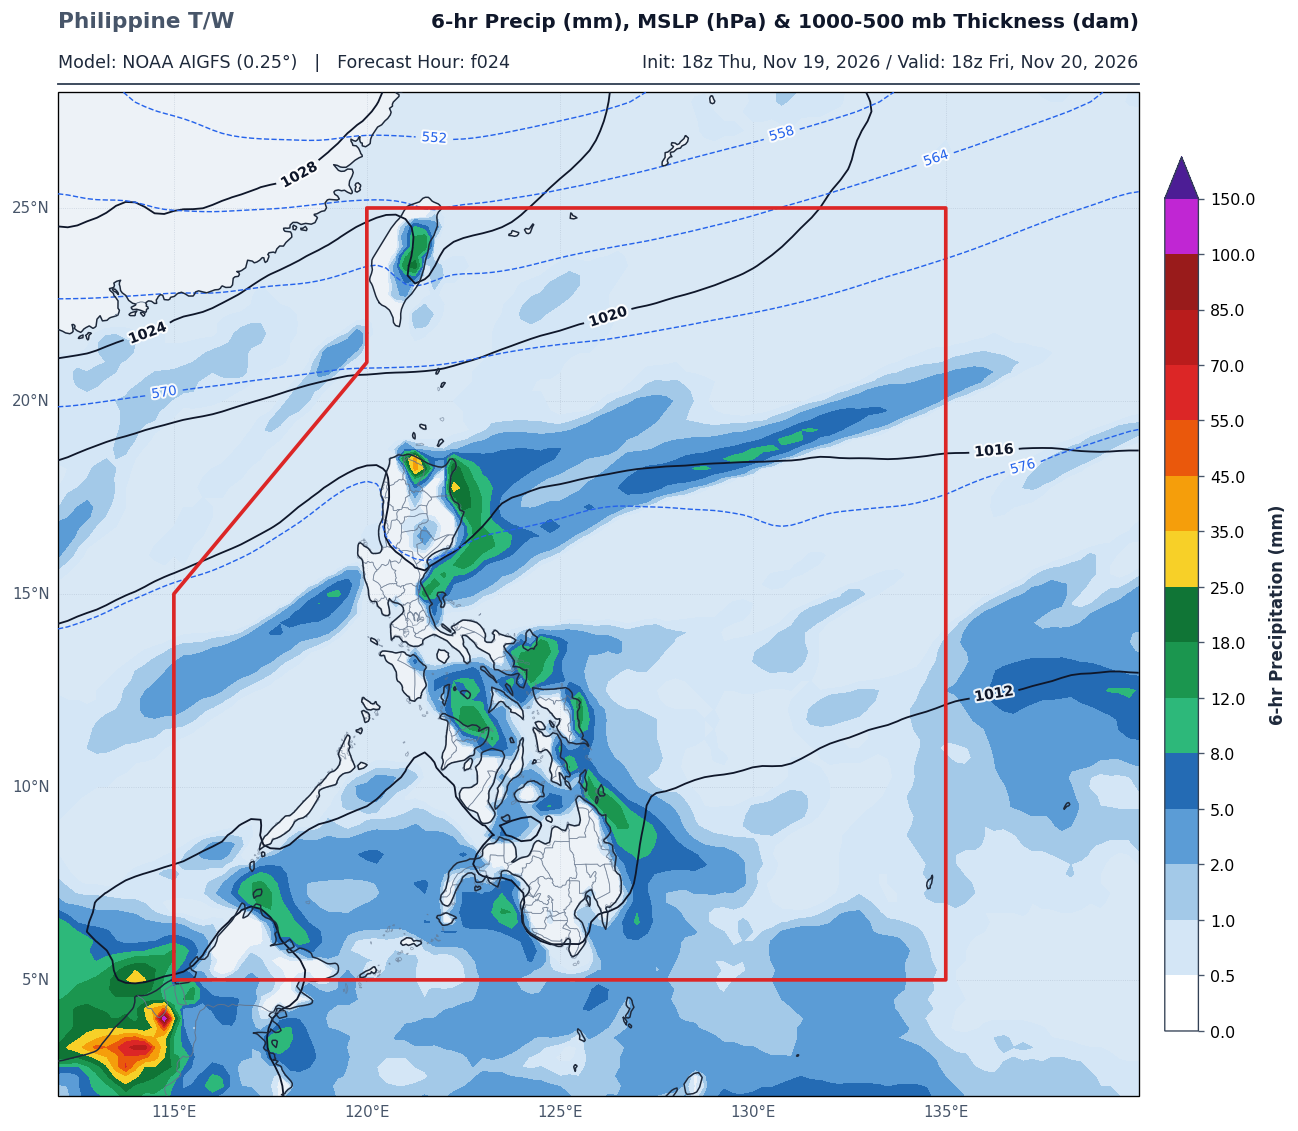 Philippine T/W
6-hr Precip (mm), MSLP (hPa) & 1000-500 mb Thickness (dam)
Model: NOAA AIGFS (0.25°) | Forecast Hour: f024
Init: 18z Thu, Nov 19, 2026 / Valid: 18z Fri, Nov 20, 2026
552
558
564
1028
1020
1024
570
1016
576
1012
25°N
20°N
15°N
10°N
5°N
115°E
120°E
125°E
130°E
135°E
150.0
100.0
85.0
70.0
55.0
45.0
35.0
25.0
18.0
12.0
8.0
5.0
2.0
1.0
0.5
0.0
6-hr Precipitation (mm)